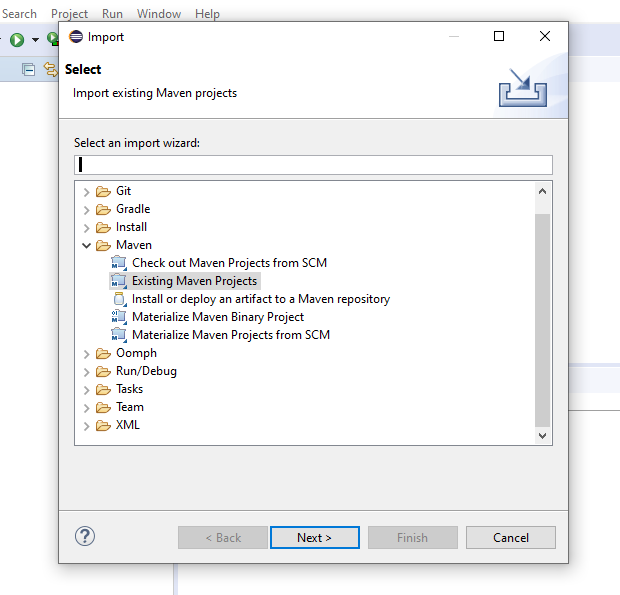 Search Project Run Window Help
Import
Select
Import existing Maven projects
Select an import wizard:
Git
Gradle
Install
Maven
Check out Maven Projects from SCM
Existing Maven Projects
Install or deploy an artifact to a Maven repository
Materialize Maven Binary Project
Materialize Maven Projects from SCM
Oomph
Run/Debug
Tasks
Team
XML
< Back Next > Finish Cancel